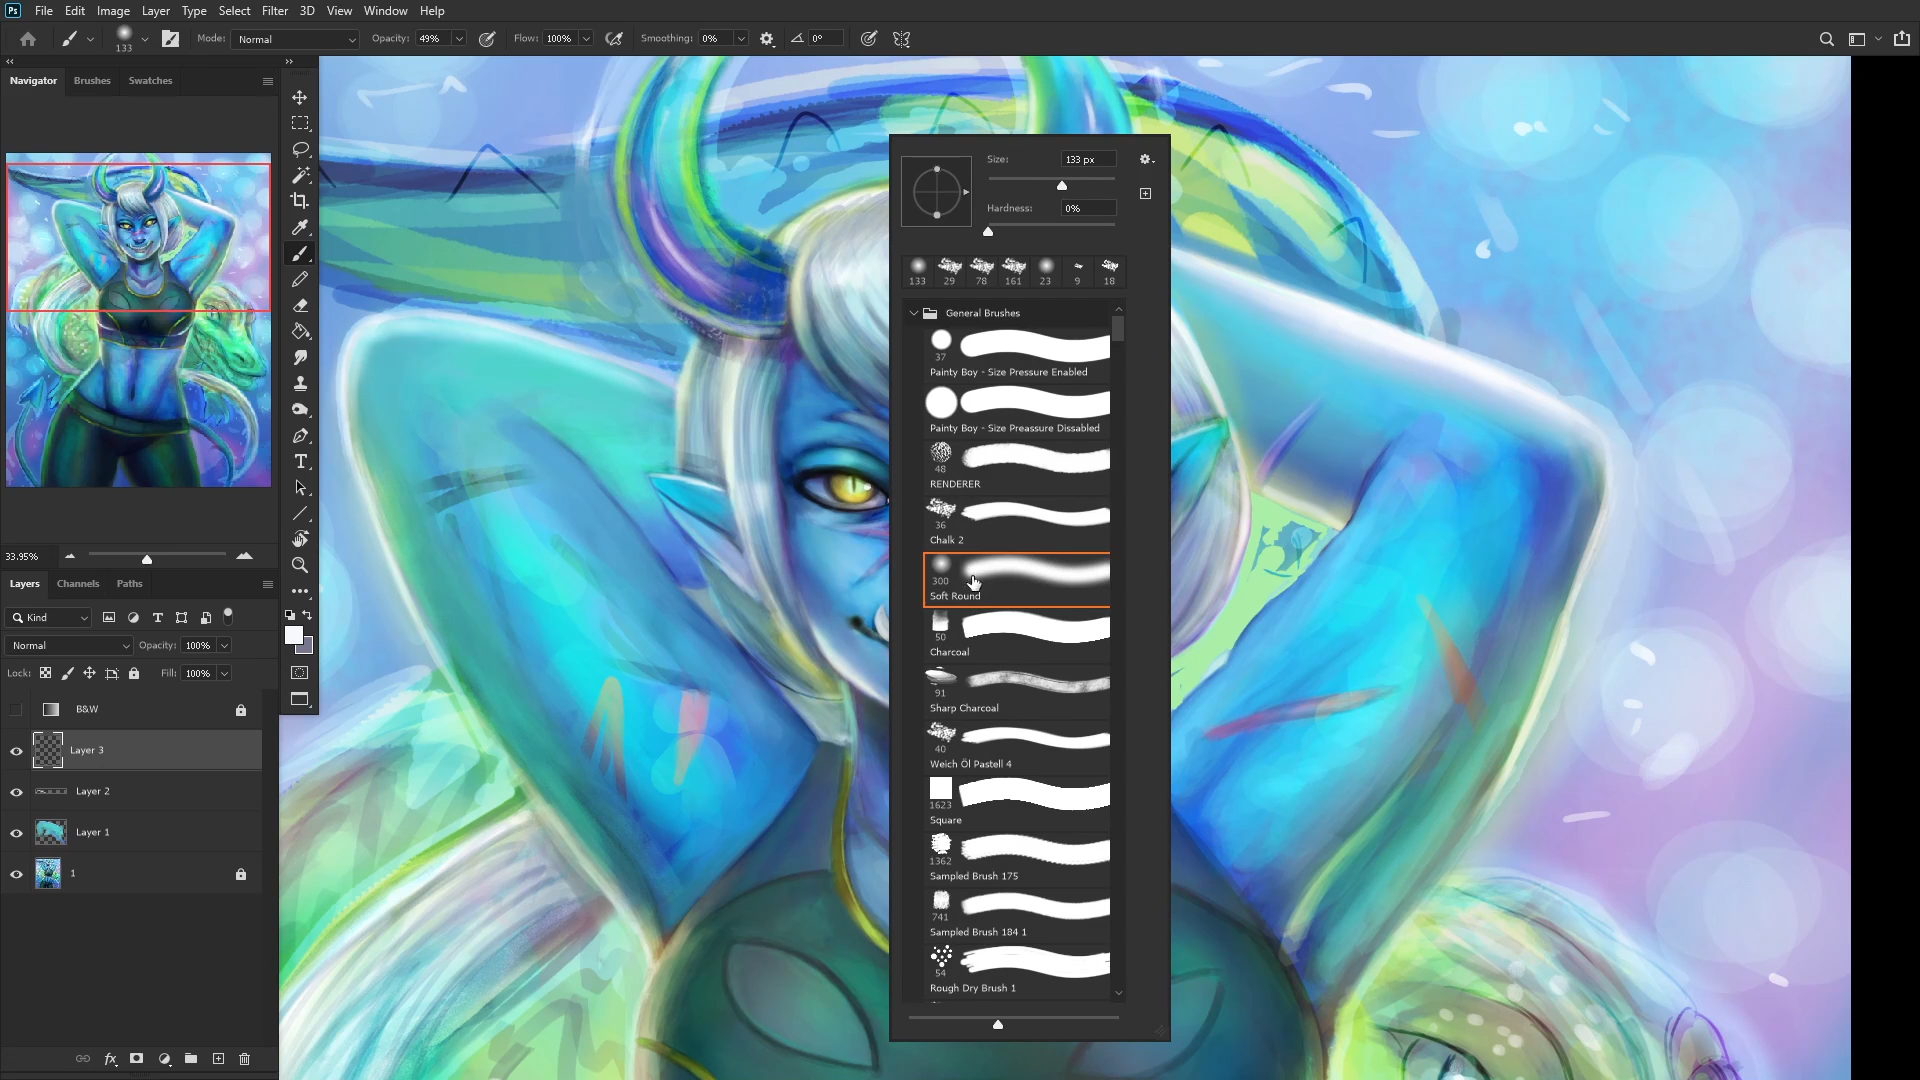 Ps File Edit Image Layer Type Select Filter 3D View Window Help
133 Mode: Normal Opacity: 49% Flow: 100% Smoothing: 0% 0°
Navigator Brushes Swatches
33.95%
Layers Channels Paths
Kind
Normal Opacity: 100%
Lock: Fill: 100%
B&W
Layer 3
Layer 2
Layer 1
1
fx
Size: 133 px
Hardness: 0%
133 29 78 161 23 9 18
General Brushes
37
Painty Boy - Size Pressure Enabled
Painty Boy - Size Preassure Dissabled
48
RENDERER
36
Chalk 2
300
Soft Round
50
Charcoal
91
Sharp Charcoal
40
Weich Öl Pastell 4
1623
Square
1362
Sampled Brush 175
741
Sampled Brush 184 1
54
Rough Dry Brush 1